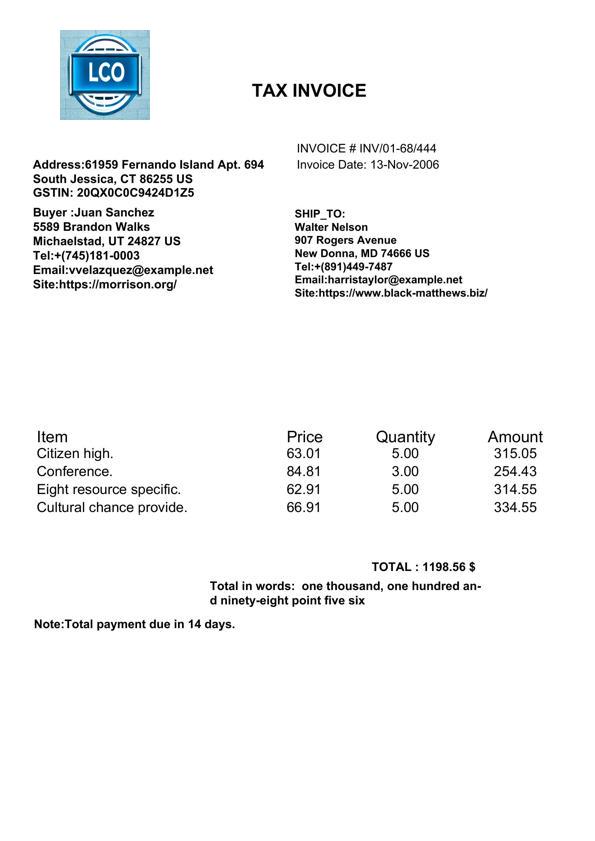 LCO
TAX INVOICE
INVOICE # INV/01-68/444
Invoice Date: 13-Nov-2006
Address:61959 Fernando Island Apt. 694
South Jessica, CT 86255 US
GSTIN: 20QX0C0C9424D1Z5
Buyer :Juan Sanchez
5589 Brandon Walks
Michaelstad, UT 24827 US
Tel:+(745)181-0003
Email:vvelazquez@example.net
Site:https://morrison.org/
SHIP_TO:
Walter Nelson
907 Rogers Avenue
New Donna, MD 74666 US
Tel:+(891)449-7487
Email:harristaylor@example.net
Site:https://www.black-matthews.biz/
Item Price Quantity Amount
Citizen high. 63.01 5.00 315.05
Conference. 84.81 3.00 254.43
Eight resource specific. 62.91 5.00 314.55
Cultural chance provide. 66.91 5.00 334.55
TOTAL : 1198.56 $
Total in words: one thousand, one hundred an-
d ninety-eight point five six
Note:Total payment due in 14 days.